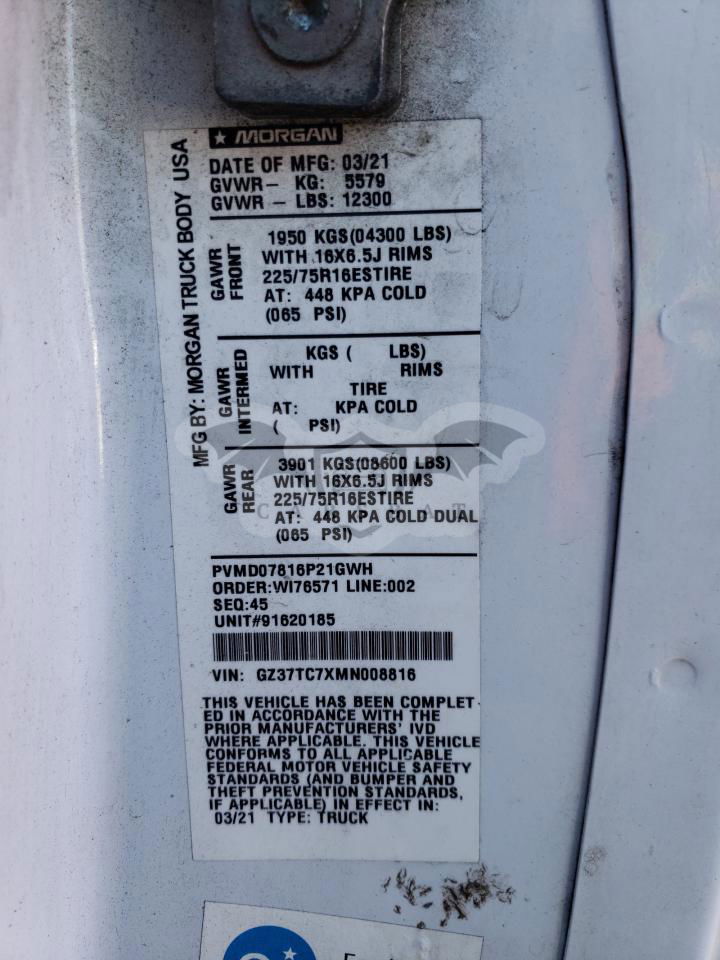 MFG BY: MORGAN TRUCK BODY USA
MORGAN
DATE OF MFG: 03/21
GVWR- KG: 5579
GVWR - LBS: 12300
GAWR FRONT
1950 KGS(04300 LBS)
WITH 16X6.5J RIMS
225/75R16ESTIRE
AT: 448 KPA COLD
(065 PSI)
GAWR INTERMED
KGS ( LBS)
WITH RIMS
TIRE
AT: KPA COLD
( PSI)
GAWR REAR
3901 KGS(08600 LBS)
WITH 16X6.5J RIMS
225/75R16ESTIRE
AT: 448 KPA COLD DUAL
(065 PSI)
PVMD07816P21GWH
ORDER:WI76571 LINE:002
SEQ:45
UNIT#91620185
VIN: GZ37TC7XMN008816
THIS VEHICLE HAS BEEN COMPLET
ED IN ACCORDANCE WITH THE
PRIOR MANUFACTURERS' IVD
WHERE APPLICABLE. THIS VEHICLE
CONFORMS TO ALL APPLICABLE
FEDERAL MOTOR VEHICLE SAFETY
STANDARDS (AND BUMPER AND
THEFT PREVENTION STANDARDS,
IF APPLICABLE) IN EFFECT IN:
03/21 TYPE: TRUCK